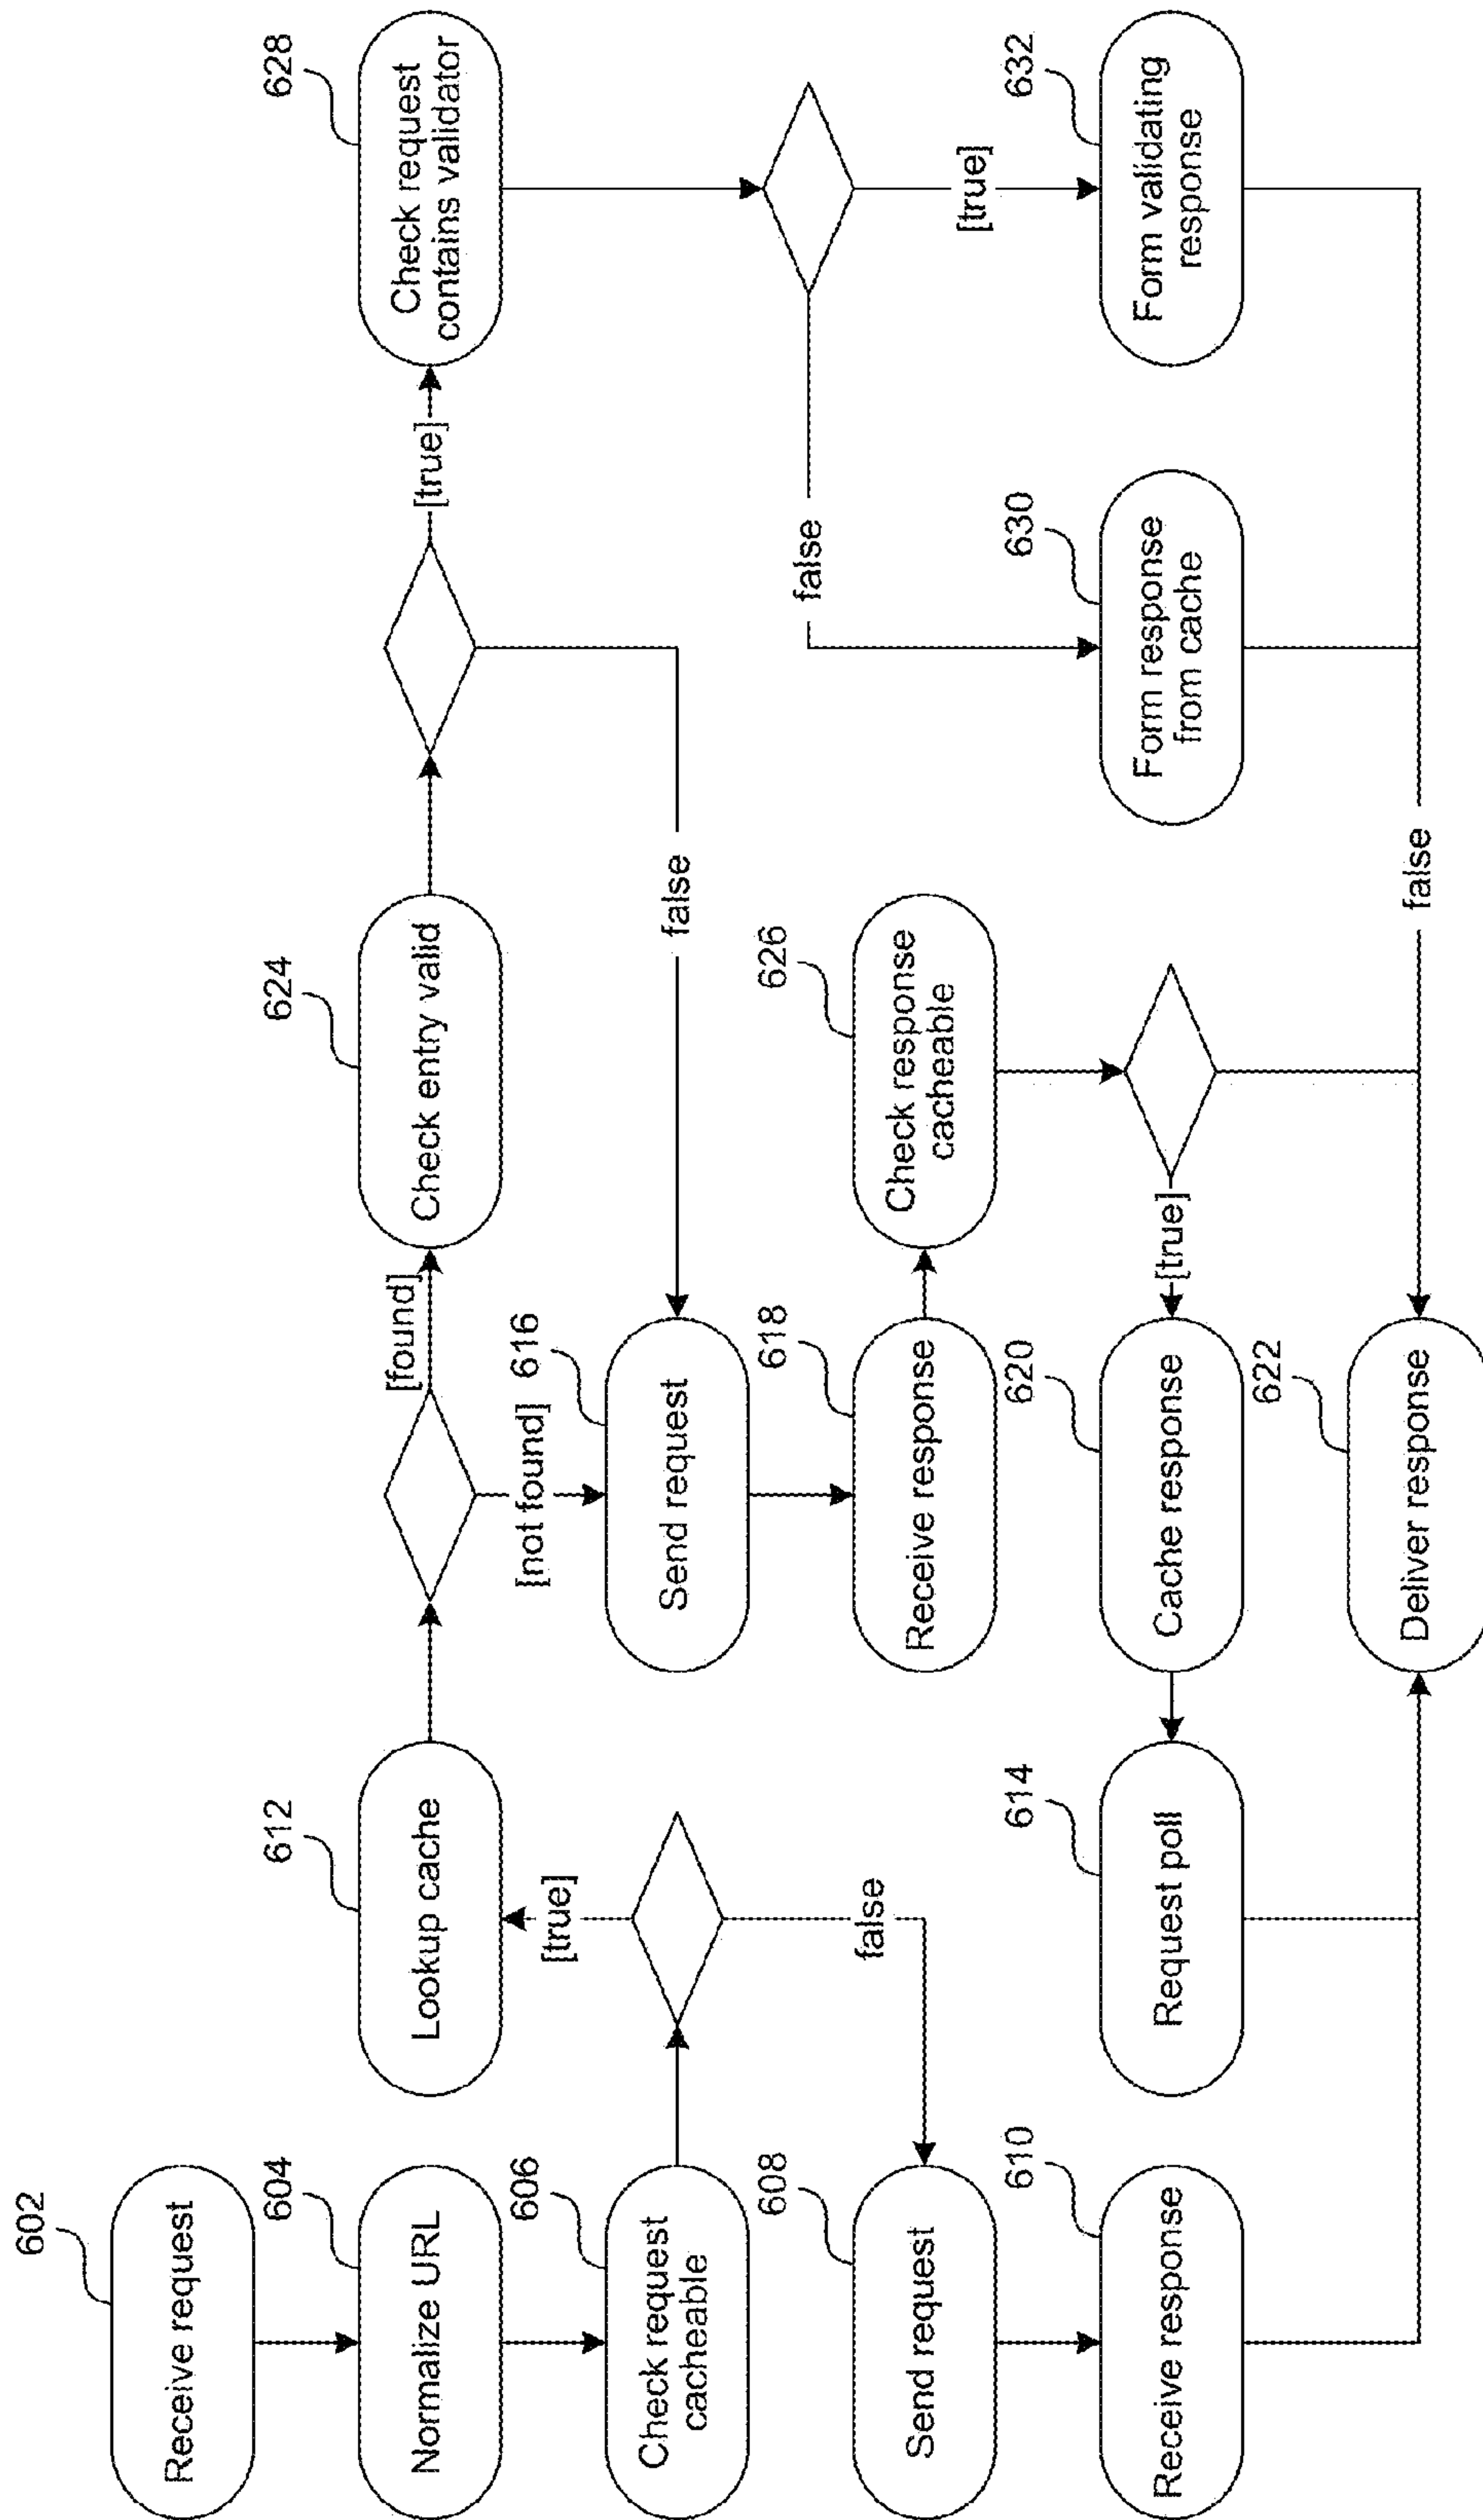 602
Receive request
604
612
624
628
Normalize URL
Lookup cache
[found]
Check entry valid
[true]
Check request
contains validator
606
[true]
[not found]
616
Check request
cacheable
Send request
false
608
false
618
626
false
Send request
Receive response
Check response
cacheable
[true]
610
614
620
630
632
Receive response
Request poll
Cache response
[true]
Form response
from cache
Form validating
response
622
Deliver response
false